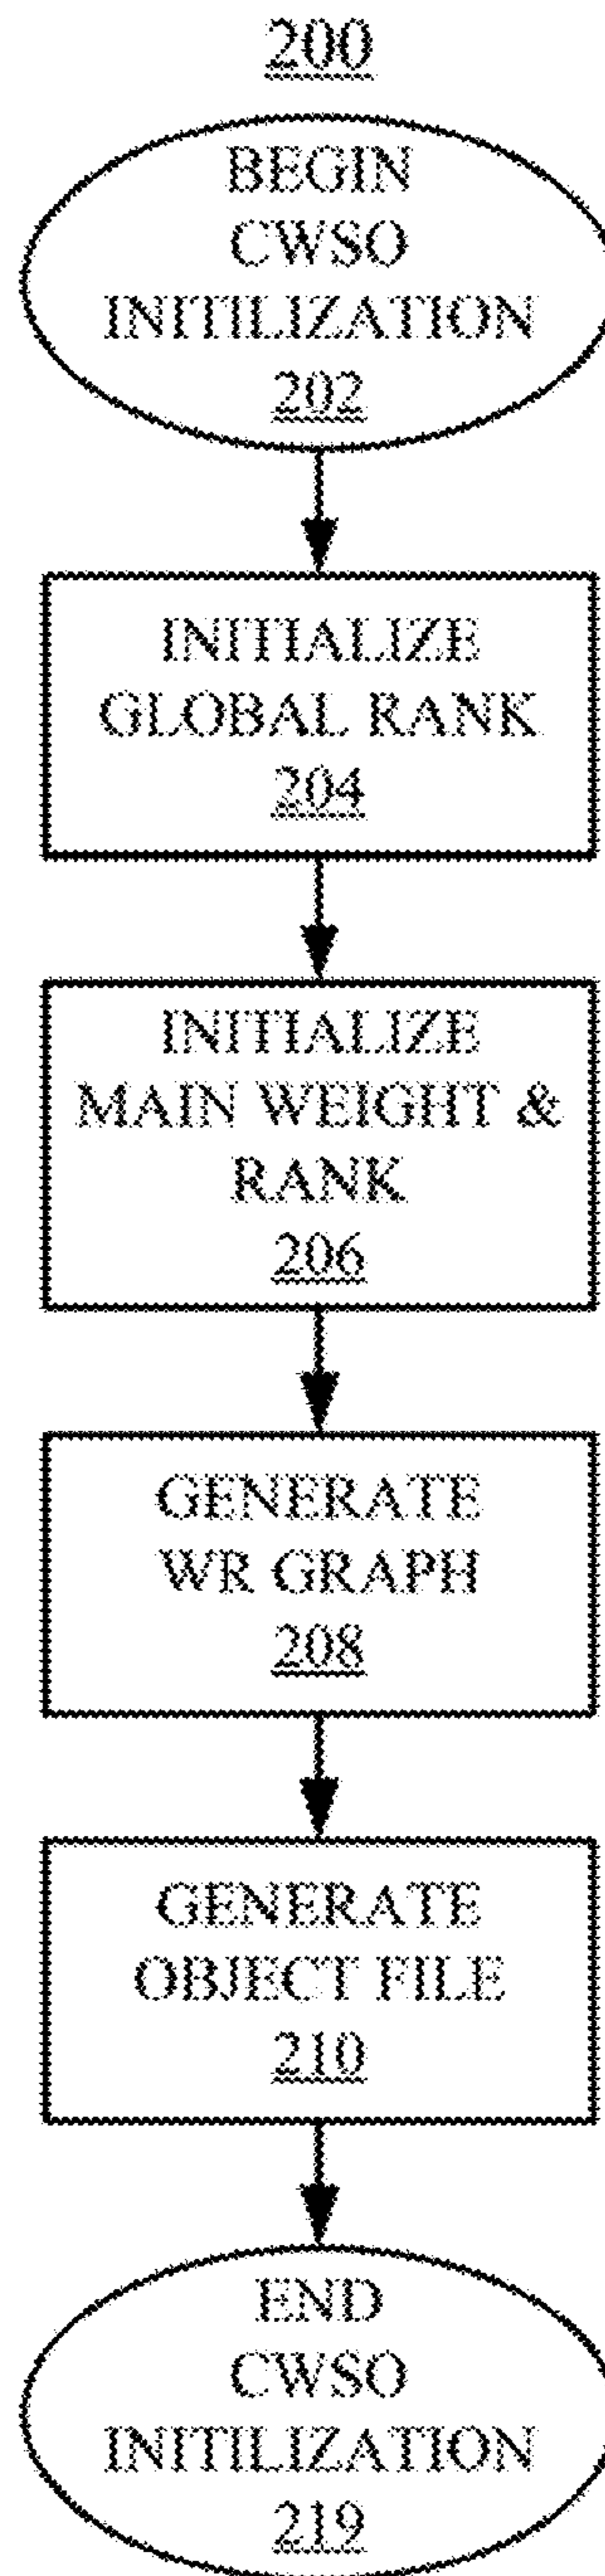 200
BEGIN
CWSO
INITILIZATION
202
INITIALIZE
GLOBAL RANK
204
INITIALIZE
MAIN WEIGHT &
RANK
206
GENERATE
WR GRAPH
208
GENERATE
OBJECT FILE
210
END
CWSO
INITILIZATION
219